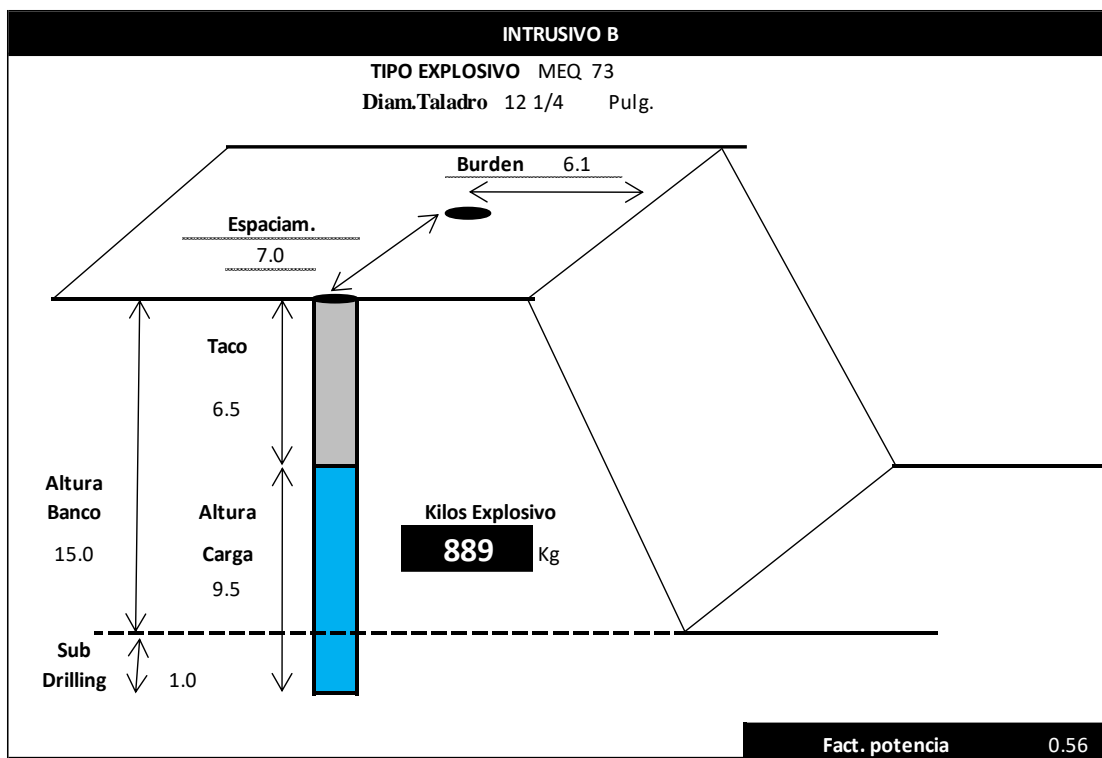 INTRUSIVO B
TIPO EXPLOSIVO MEQ 73
Diam.Taladro 12 1/4 Pulg.
Burden 6.1
Espaciam.
7.0
Taco
6.5
Altura
Banco
15.0
Altura
Carga
9.5
Kilos Explosivo
889 Kg
Sub
Drilling 1.0
Fact. potencia 0.56